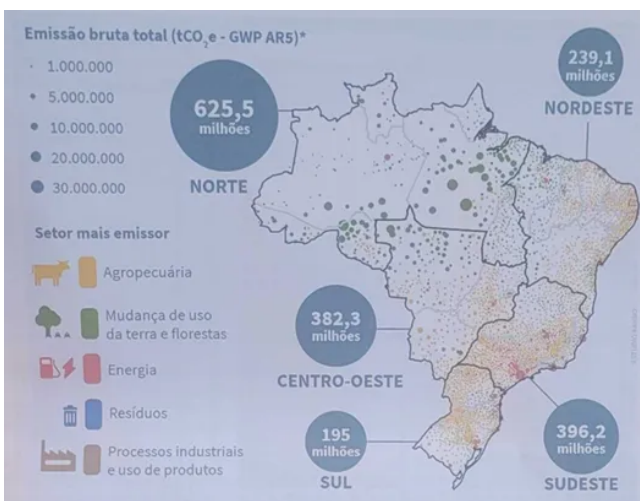 Emissão bruta total (tCO₂e - GWP AR5)*
1.000.000
5.000.000
10.000.000
20.000.000
30.000.000
625,5
milhões
NORTE
239,1
milhões
NORDESTE
Setor mais emissor
Agropecuária
Mudança de uso
da terra e florestas
Energia
Resíduos
Processos industriais
e uso de produtos
382,3
milhões
CENTRO-OESTE
195
milhões
SUL
396,2
milhões
SUDESTE